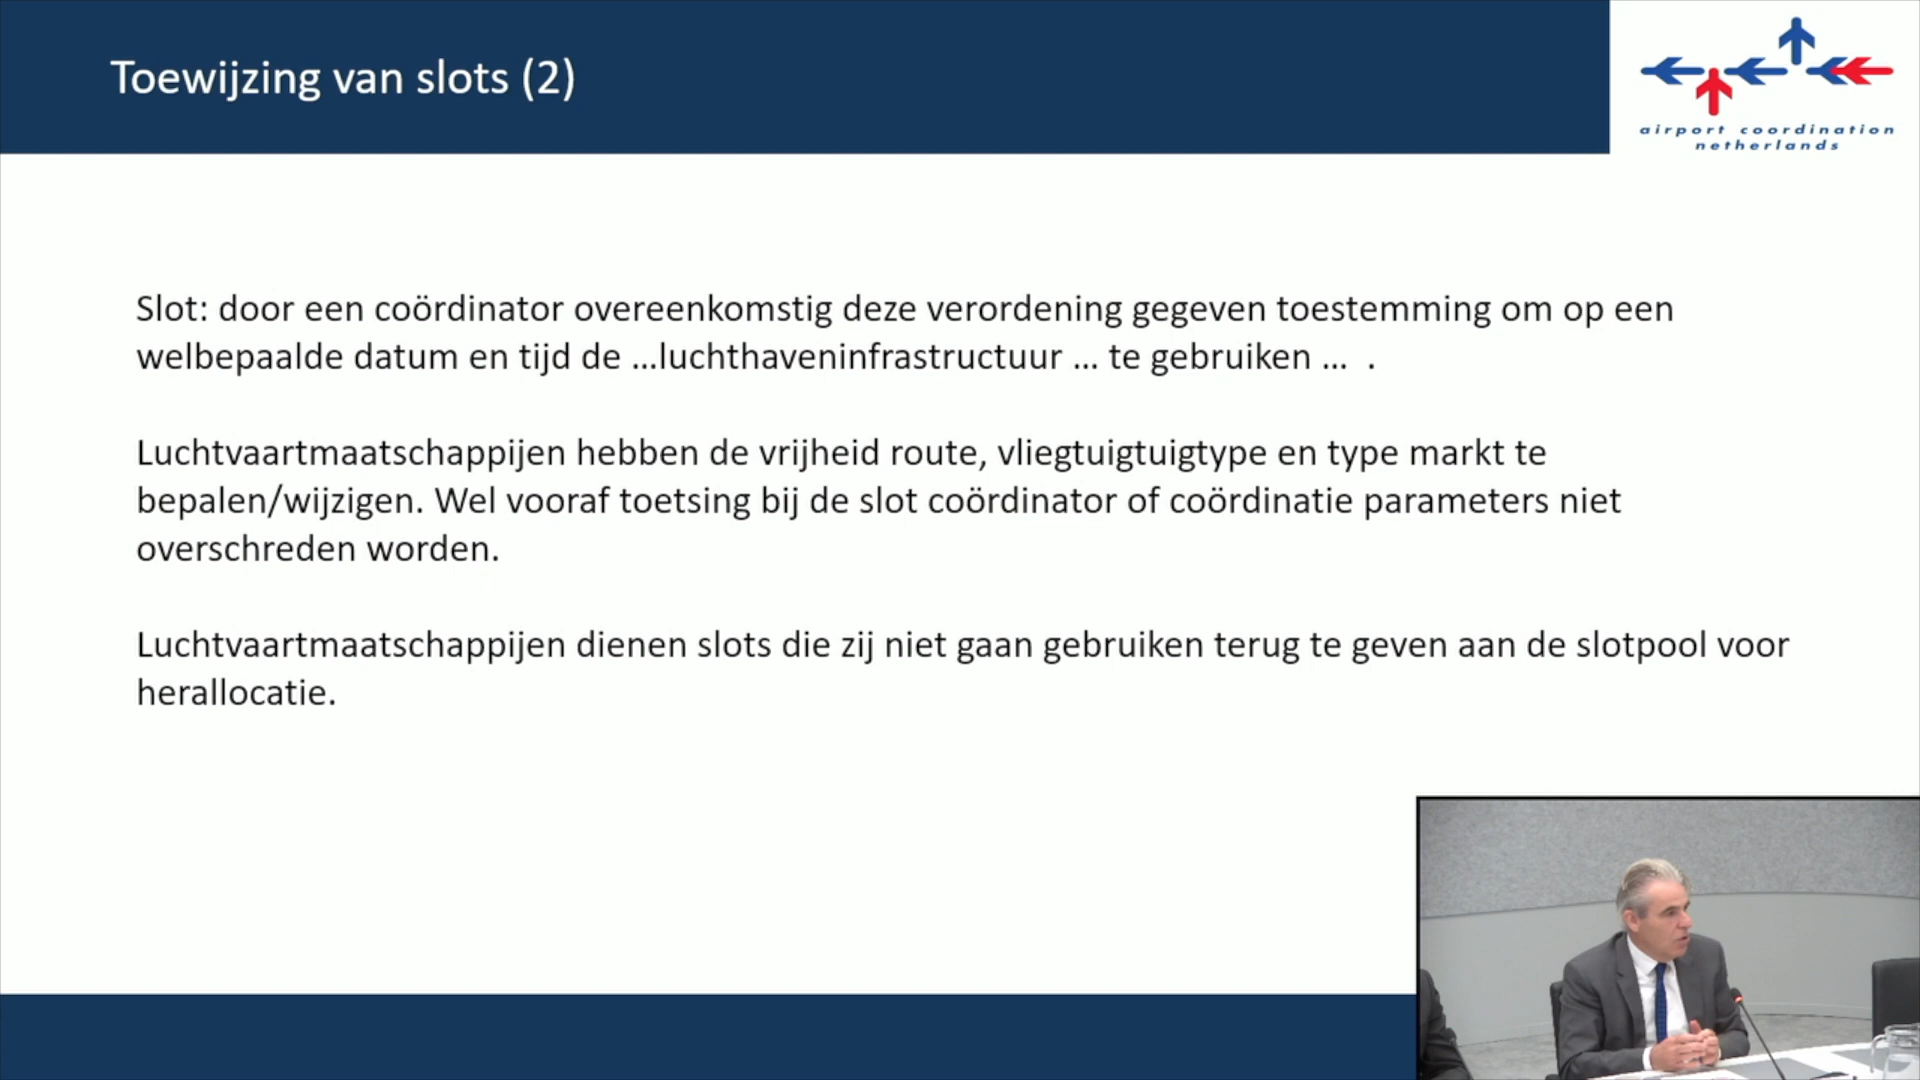 Toewijzing van slots (2)
airport coordination
netherlands
Slot: door een coördinator overeenkomstig deze verordening gegeven toestemming om op een
welbepaalde datum en tijd de ...luchthaveninfrastructuur ... te gebruiken ...  .
Luchtvaartmaatschappijen hebben de vrijheid route, vliegtuigtuigtype en type markt te
bepalen/wijzigen. Wel vooraf toetsing bij de slot coördinator of coördinatie parameters niet
overschreden worden.
Luchtvaartmaatschappijen dienen slots die zij niet gaan gebruiken terug te geven aan de slotpool voor
herallocatie.